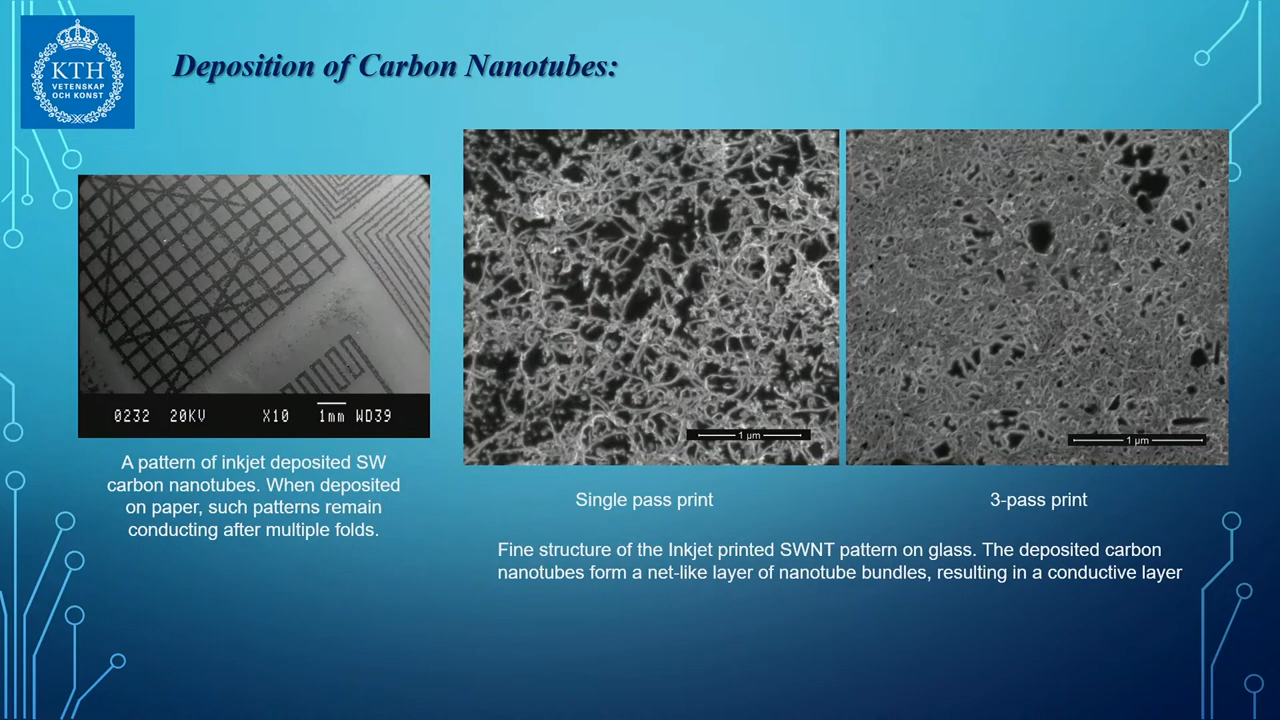 KTH
VETENSKAP
OCH KONST
Deposition of Carbon Nanotubes:
0232 20KV X10 1mm WD39
1 µm
1 µm
A pattern of inkjet deposited SW
carbon nanotubes. When deposited
on paper, such patterns remain
conducting after multiple folds.
Single pass print
3-pass print
Fine structure of the Inkjet printed SWNT pattern on glass. The deposited carbon
nanotubes form a net-like layer of nanotube bundles, resulting in a conductive layer